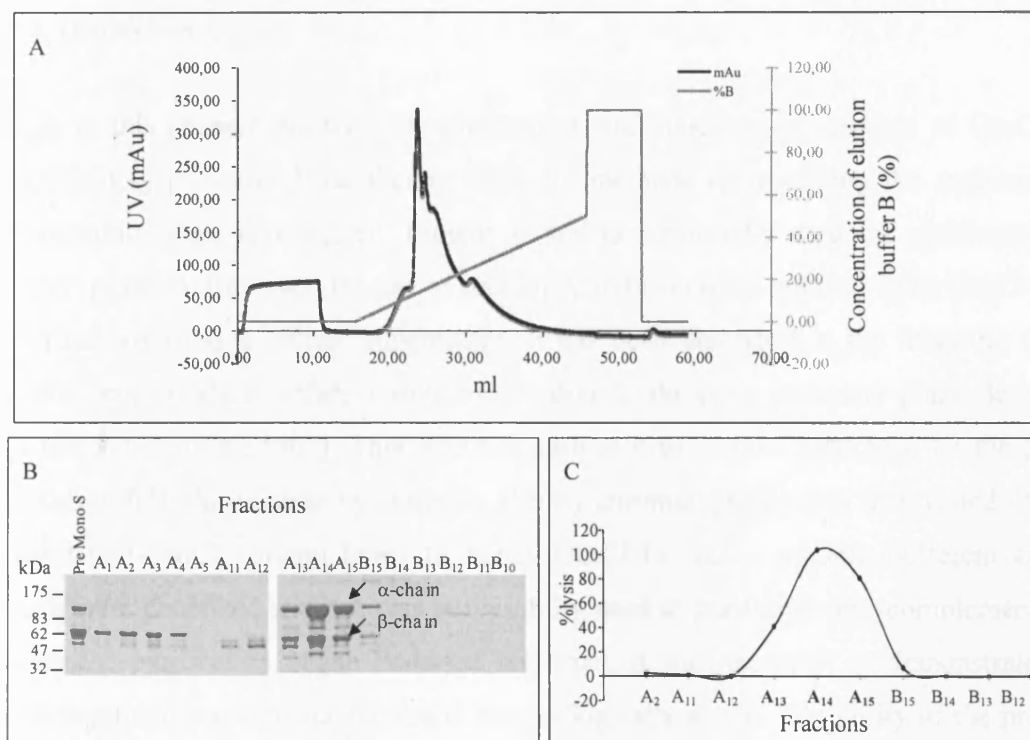 A
400,00
350,00
300,00
250,00
200,00
150,00
100,00
50,00
0,00
-50,00
UV (mAu)
0,00 10,00 20,00 30,00 40,00 50,00 60,00 70,00
ml
mAu
%B
120,00
100,00
80,00
60,00
40,00
20,00
0,00
-20,00
Concentration of elution
buffer B (%)
B
Fractions
Pre Mono S
kDa A1 A2 A3 A4 A5 A11 A12 A13 A14 A15 B15 B14 B13 B12 B11 B10
175
83
62
47
32
α-chain
β-chain
C
120
100
80
60
40
20
0
-20
%lysis
A2 A11 A12 A13 A14 A15 B15 B14 B13 B12
Fractions